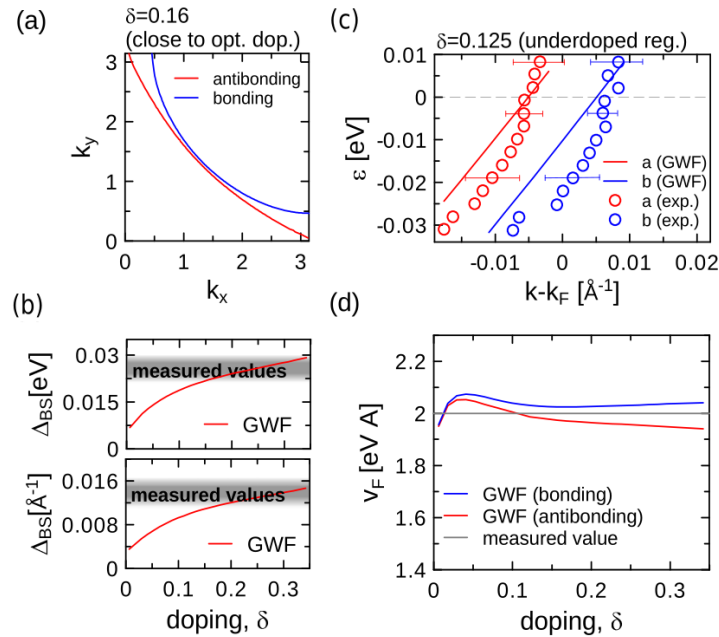 (a)
δ=0.16
(close to opt. dop.)
3
2
1
0
k_y
antibonding
bonding
0
1
2
3
k_x
(c)
δ=0.125 (underdoped reg.)
0.01
0
-0.01
-0.02
-0.03
ε [eV]
a (GWF)
b (GWF)
a (exp.)
b (exp.)
-0.01
0
0.01
0.02
k-k_F [Å⁻¹]
(b)
0.03
0.015
0
Δ_BS[eV]
measured values
GWF
0.016
0.008
0
Δ_BS[Å⁻¹]
measured values
GWF
0
0.1
0.2
0.3
doping, δ
(d)
2.2
2
1.8
1.6
1.4
v_F [eV A]
GWF (bonding)
GWF (antibonding)
measured value
0
0.1
0.2
0.3
doping, δ